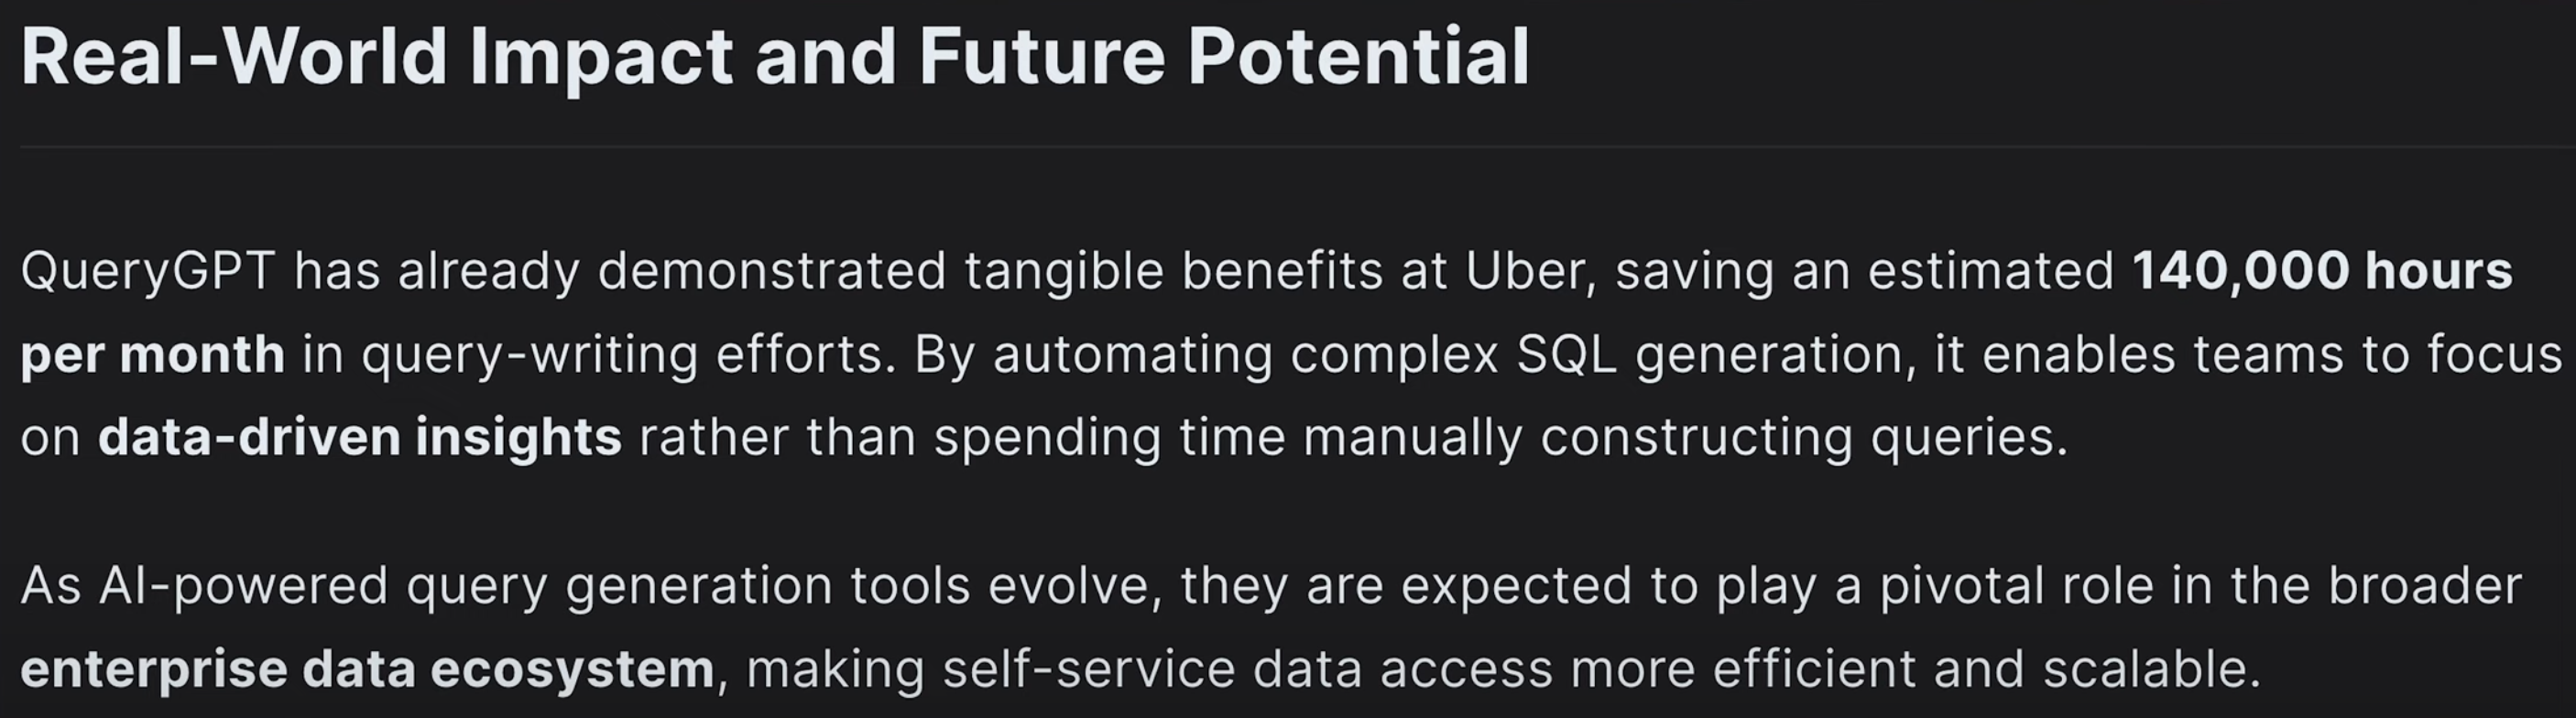 Real-World Impact and Future Potential
QueryGPT has already demonstrated tangible benefits at Uber, saving an estimated 140,000 hours
per month in query-writing efforts. By automating complex SQL generation, it enables teams to focus
on data-driven insights rather than spending time manually constructing queries.
As AI-powered query generation tools evolve, they are expected to play a pivotal role in the broader
enterprise data ecosystem, making self-service data access more efficient and scalable.